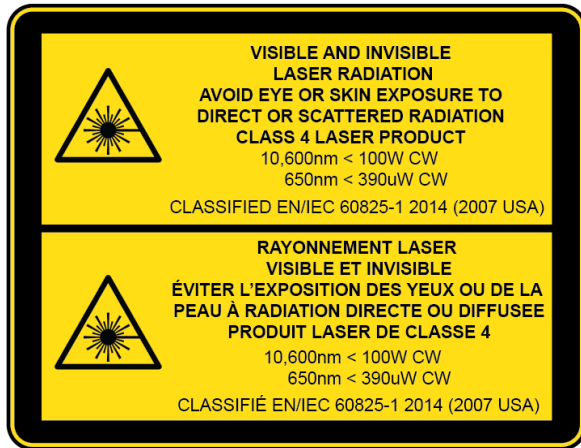 VISIBLE AND INVISIBLE
LASER RADIATION
AVOID EYE OR SKIN EXPOSURE TO
DIRECT OR SCATTERED RADIATION
CLASS 4 LASER PRODUCT
10,600nm < 100W CW
650nm < 390uW CW
CLASSIFIED EN/IEC 60825-1 2014 (2007 USA)
RAYONNEMENT LASER
VISIBLE ET INVISIBLE
ÉVITER L'EXPOSITION DES YEUX OU DE LA
PEAU À RADIATION DIRECTE OU DIFFUSEE
PRODUIT LASER DE CLASSE 4
10,600nm < 100W CW
650nm < 390uW CW
CLASSIFIÉ EN/IEC 60825-1 2014 (2007 USA)